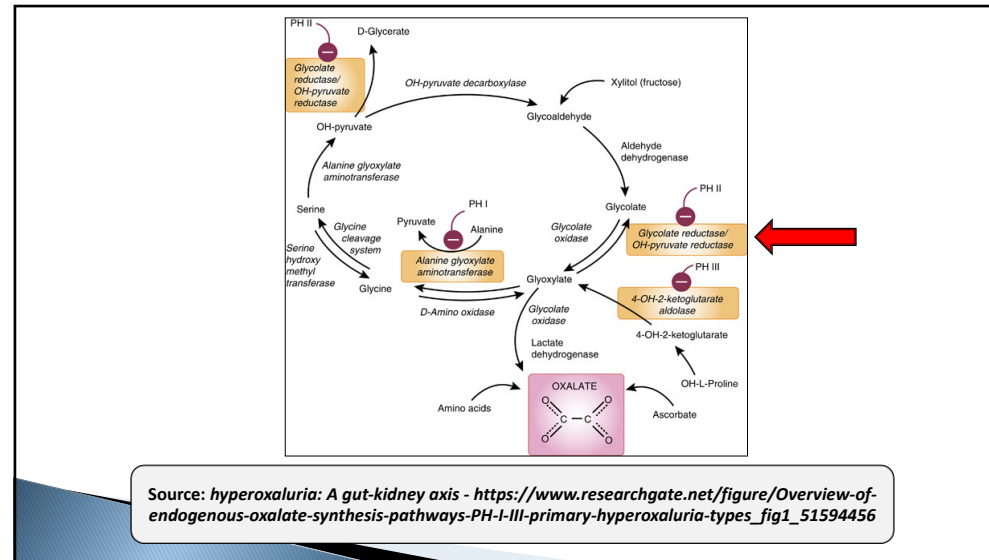 PH II
D-Glycerate
Glycolate
reductase/
OH-pyruvate
reductase
OH-pyruvate decarboxylase
Xylitol (fructose)
Glycoaldehyde
OH-pyruvate
Aldehyde
dehydrogenase
Alanine glyoxylate
aminotransferase
PH II
PH I
Serine
Glycolate
Pyruvate
Alanine
Glycine
cleavage
system
Glycolate
oxidase
Glycolate reductase/
OH-pyruvate reductase
Serine
hydroxy
methyl
transferase
Alanine glyoxylate
aminotransferase
PH III
Glycine
Glyoxylate
4-OH-2-ketoglutarate
aldolase
D-Amino oxidase
Glycolate
oxidase
4-OH-2-ketoglutarate
Lactate
dehydrogenase
OH-L-Proline
OXALATE
Amino acids
Ascorbate
O O
C C
O O
Source: hyperoxaluria: A gut-kidney axis - https://www.researchgate.net/figure/Overview-of-
endogenous-oxalate-synthesis-pathways-PH-I-III-primary-hyperoxaluria-types_fig1_51594456